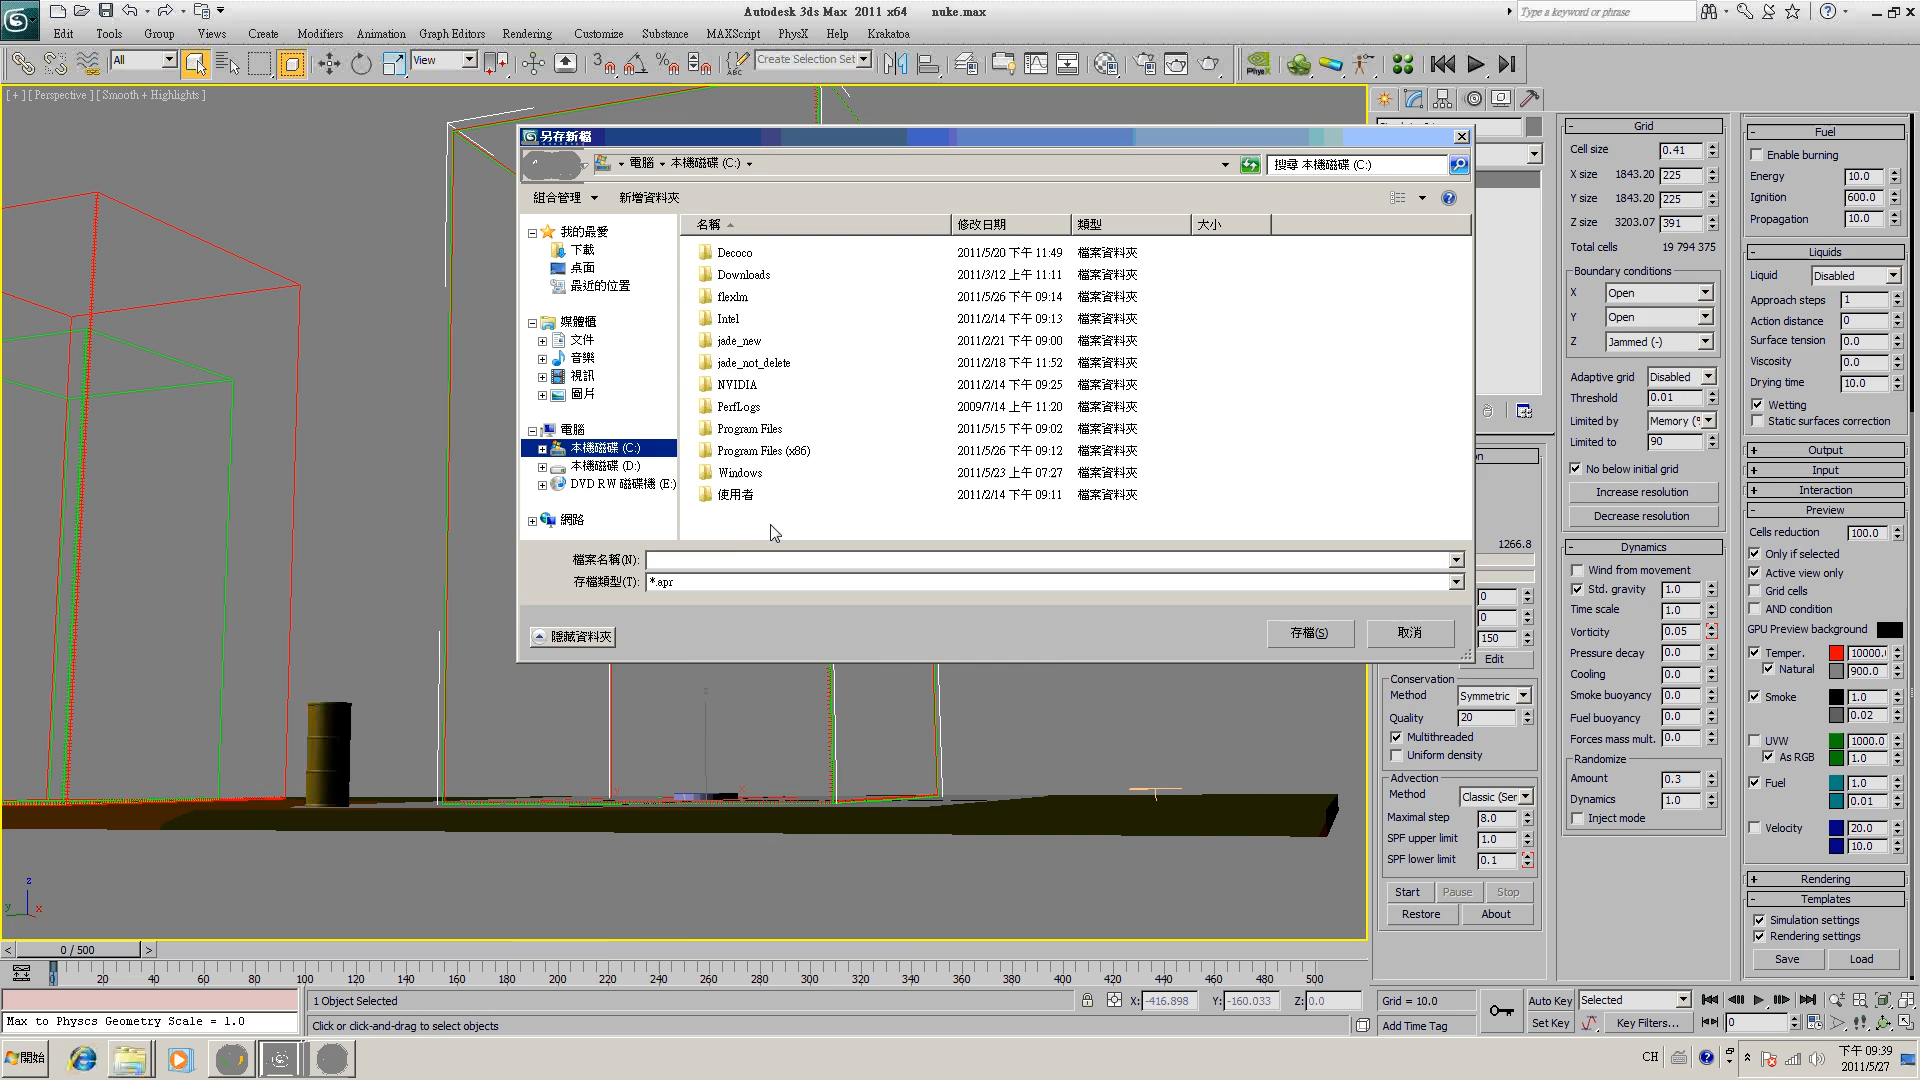 Autodesk 3ds Max 2011 x64 nuke.max
Type a keyword or phrase
Edit Tools Group Views Create Modifiers Animation Graph Editors Rendering Customize Substance MAXScript PhysX Help Krakatoa
All View Create Selection Set
[ + ] [ Perspective ] [ Smooth + Highlights ]
另存新檔
電腦 本機磁碟 (C:)
搜尋 本機磁碟 (C:)
組合管理 新增資料夾
我的最愛
下載
桌面
最近的位置
媒體櫃
文件
音樂
視訊
圖片
電腦
本機磁碟 (C:)
本機磁碟 (D:)
DVD RW 磁碟機 (E:)
網路
名稱 修改日期 類型 大小
Decoco 2011/5/20 下午 11:49 檔案資料夾
Downloads 2011/3/12 上午 11:11 檔案資料夾
flexlm 2011/5/26 下午 09:14 檔案資料夾
Intel 2011/2/14 下午 09:13 檔案資料夾
jade_new 2011/2/21 下午 09:00 檔案資料夾
jade_not_delete 2011/2/18 下午 11:52 檔案資料夾
NVIDIA 2011/2/14 下午 09:25 檔案資料夾
PerfLogs 2009/7/14 上午 11:20 檔案資料夾
Program Files 2011/5/15 下午 09:02 檔案資料夾
Program Files (x86) 2011/5/26 下午 09:12 檔案資料夾
Windows 2011/5/23 上午 07:27 檔案資料夾
使用者 2011/2/14 下午 09:11 檔案資料夾
檔案名稱(N):
存檔類型(T): *.apr
隱藏資料夾
存檔(S) 取消
1266.8
0
0
150
Edit
Conservation
Method Symmetric
Quality 20
Multithreaded
Uniform density
Advection
Method Classic (Ser
Maximal step 8.0
SPF upper limit 1.0
SPF lower limit 0.1
Start Pause Stop
Restore About
Grid
Cell size 0.41
X size 1843.20 225
Y size 1843.20 225
Z size 3203.07 391
Total cells 19 794 375
Boundary conditions
X Open
Y Open
Z Jammed (-)
Adaptive grid Disabled
Threshold 0.01
Limited by Memory (%
Limited to 90
No below initial grid
Increase resolution
Decrease resolution
Dynamics
Wind from movement
Std. gravity 1.0
Time scale 1.0
Vorticity 0.05
Pressure decay 0.0
Cooling 0.0
Smoke buoyancy 0.0
Fuel buoyancy 0.0
Forces mass mult. 0.0
Randomize
Amount 0.3
Dynamics 1.0
Inject mode
Fuel
Enable burning
Energy 10.0
Ignition 600.0
Propagation 10.0
Liquids
Liquid Disabled
Approach steps 1
Action distance 0
Surface tension 0.0
Viscosity 0.0
Drying time 10.0
Wetting
Static surfaces correction
Output
Input
Interaction
Preview
Cells reduction 100.0
Only if selected
Active view only
Grid cells
AND condition
GPU Preview background
Temper. 10000.
Natural 900.0
Smoke 1.0
0.02
UVW 1000.0
As RGB 1.0
Fuel 1.0
0.01
Velocity 20.0
10.0
Rendering
Templates
Simulation settings
Rendering settings
Save Load
z
y x
< 0 / 500 >
0 20 40 60 80 100 120 140 160 180 200 220 240 260 280 300 320 340 360 380 400 420 440 460 480 500
1 Object Selected X: -416.898 Y: -160.033 Z: 0.0 Grid = 10.0 Auto Key Selected
Max to Physcs Geometry Scale = 1.0 Click or click-and-drag to select objects Add Time Tag Set Key Key Filters... 0
開始 CH 下午 09:39
2011/5/27